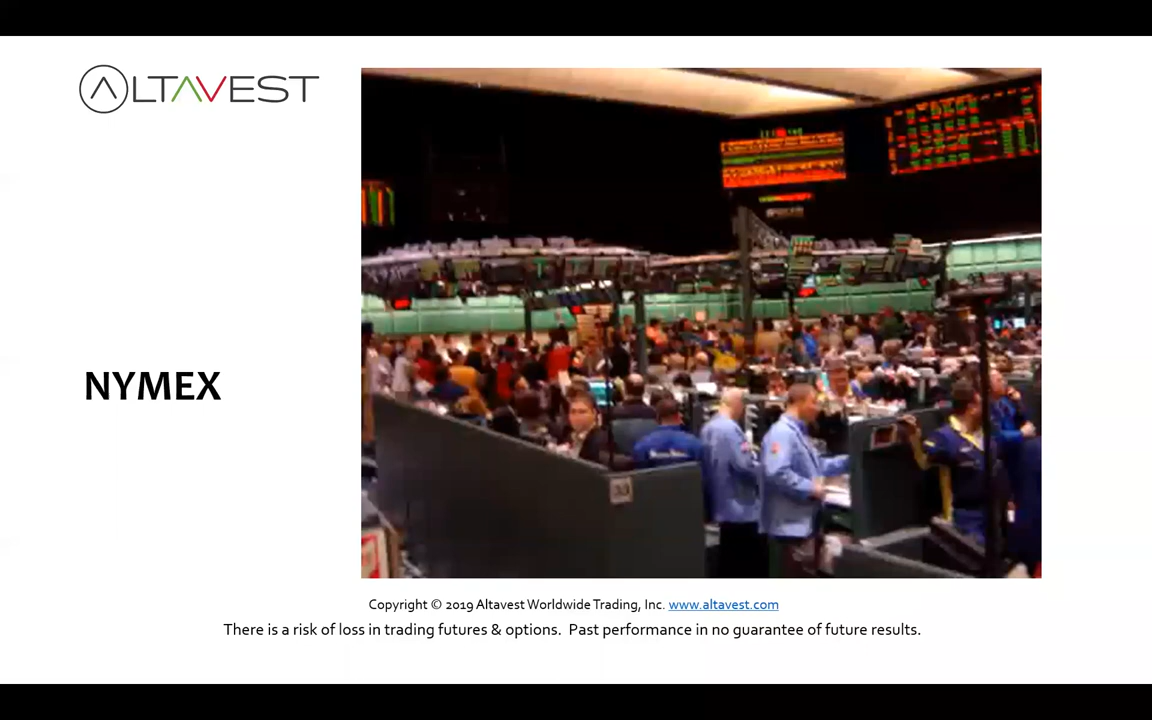 ALTAVEST
NYMEX
33
Copyright © 2019 Altavest Worldwide Trading, Inc. www.altavest.com
There is a risk of loss in trading futures & options. Past performance in no guarantee of future results.